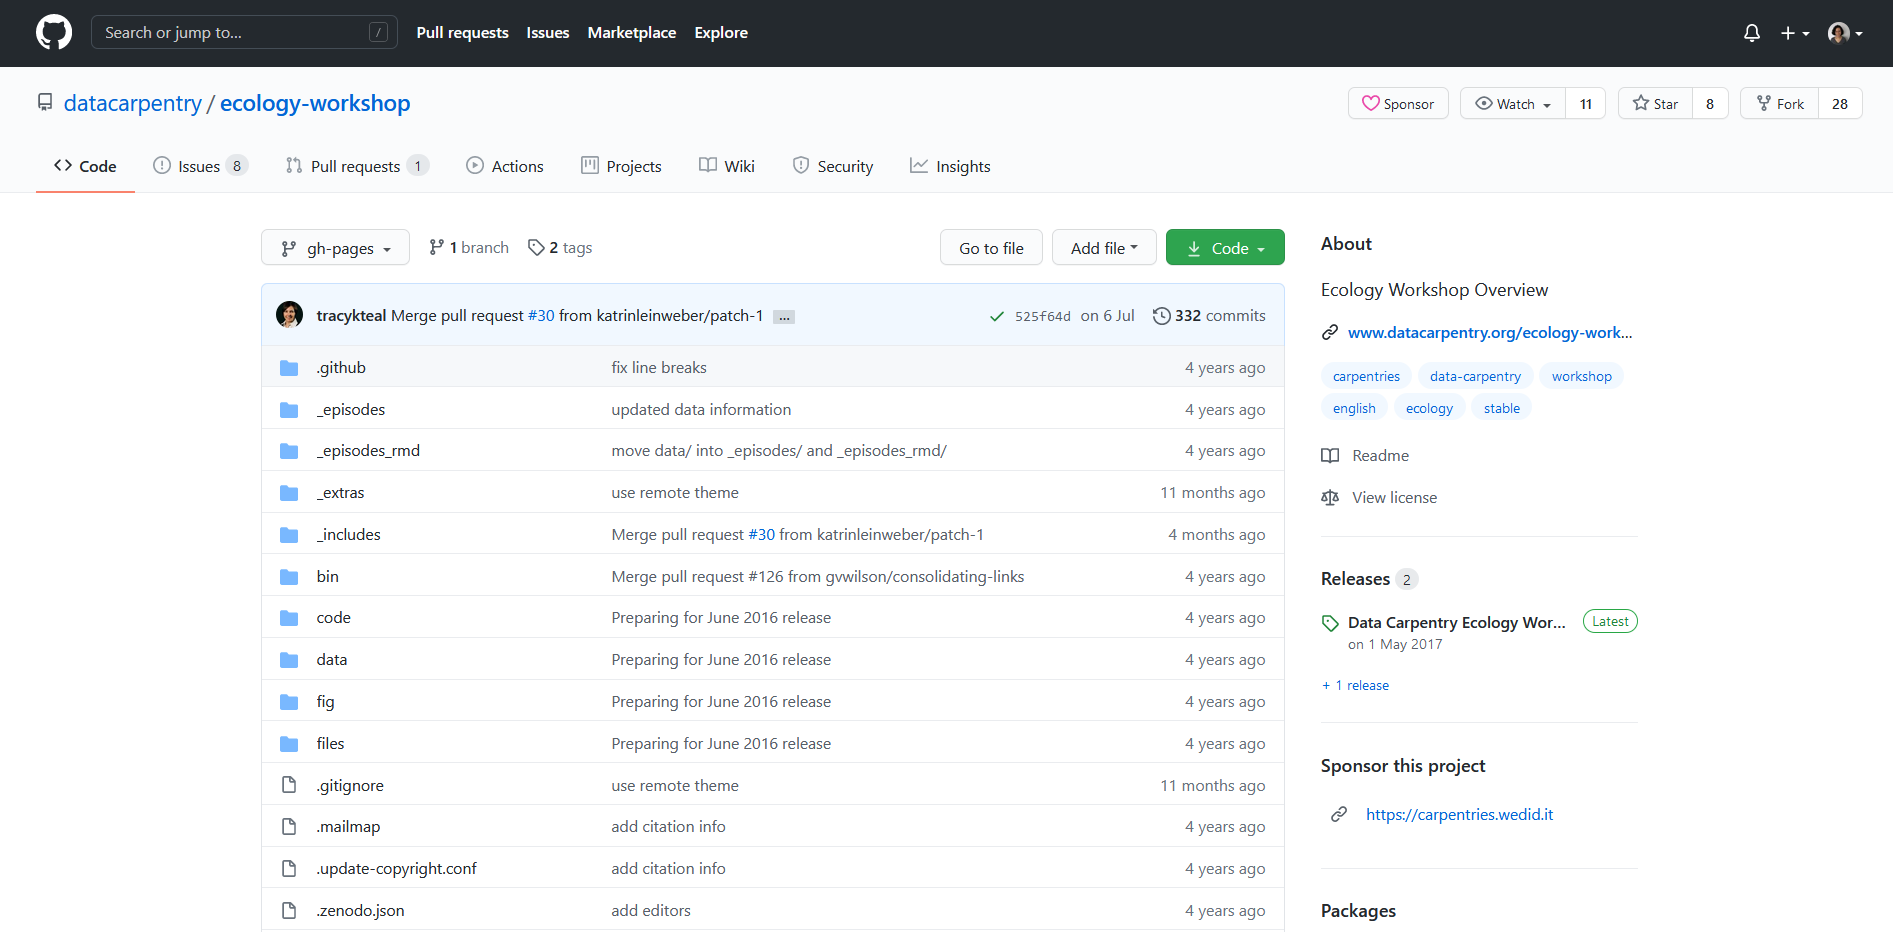 Search or jump to... /
Pull requests Issues Marketplace Explore
datacarpentry / ecology-workshop
Sponsor Watch 11 Star 8 Fork 28
Code Issues 8 Pull requests 1 Actions Projects Wiki Security Insights
gh-pages 1 branch 2 tags Go to file Add file Code
tracykteal Merge pull request #30 from katrinleinweber/patch-1 ... 525f64d on 6 Jul 332 commits
.github fix line breaks 4 years ago
_episodes updated data information 4 years ago
_episodes_rmd move data/ into _episodes/ and _episodes_rmd/ 4 years ago
_extras use remote theme 11 months ago
_includes Merge pull request #30 from katrinleinweber/patch-1 4 months ago
bin Merge pull request #126 from gvwilson/consolidating-links 4 years ago
code Preparing for June 2016 release 4 years ago
data Preparing for June 2016 release 4 years ago
fig Preparing for June 2016 release 4 years ago
files Preparing for June 2016 release 4 years ago
.gitignore use remote theme 11 months ago
.mailmap add citation info 4 years ago
.update-copyright.conf add citation info 4 years ago
.zenodo.json add editors 4 years ago
About
Ecology Workshop Overview
www.datacarpentry.org/ecology-work...
carpentries data-carpentry workshop
english ecology stable
Readme
View license
Releases 2
Data Carpentry Ecology Wor... Latest
on 1 May 2017
+ 1 release
Sponsor this project
https://carpentries.wedid.it
Packages